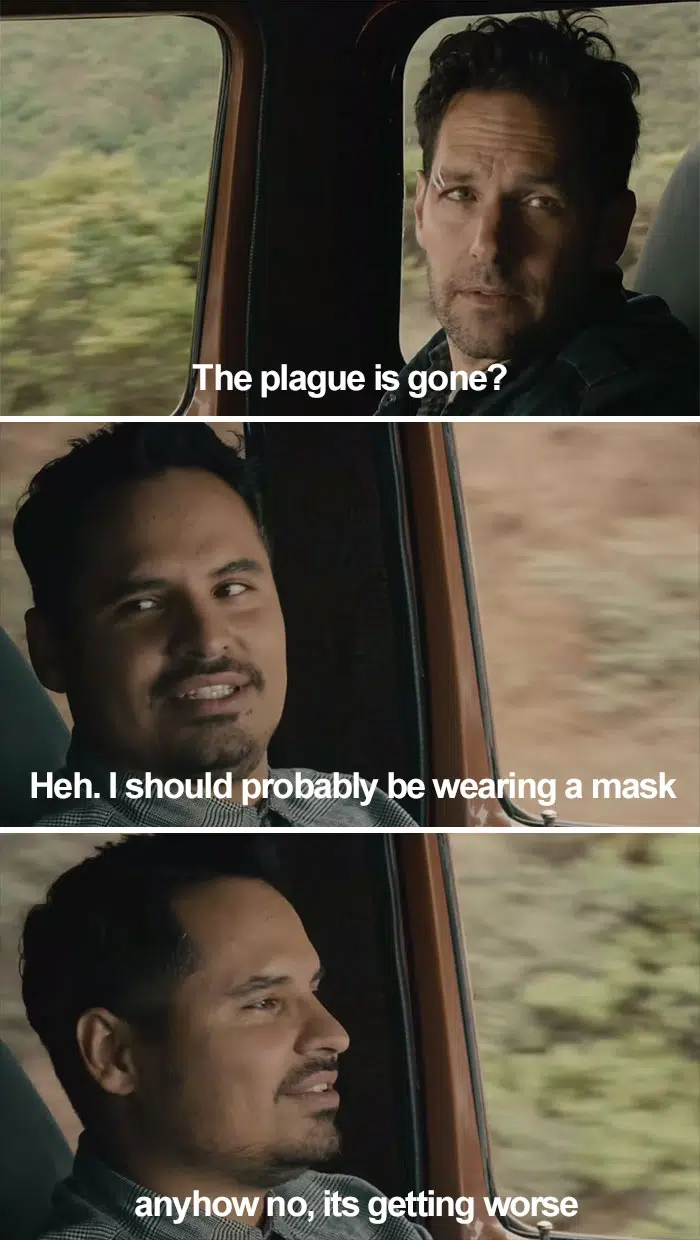 The plague is gone?
Heh. I should probably be wearing a mask
anyhow no, its getting worse